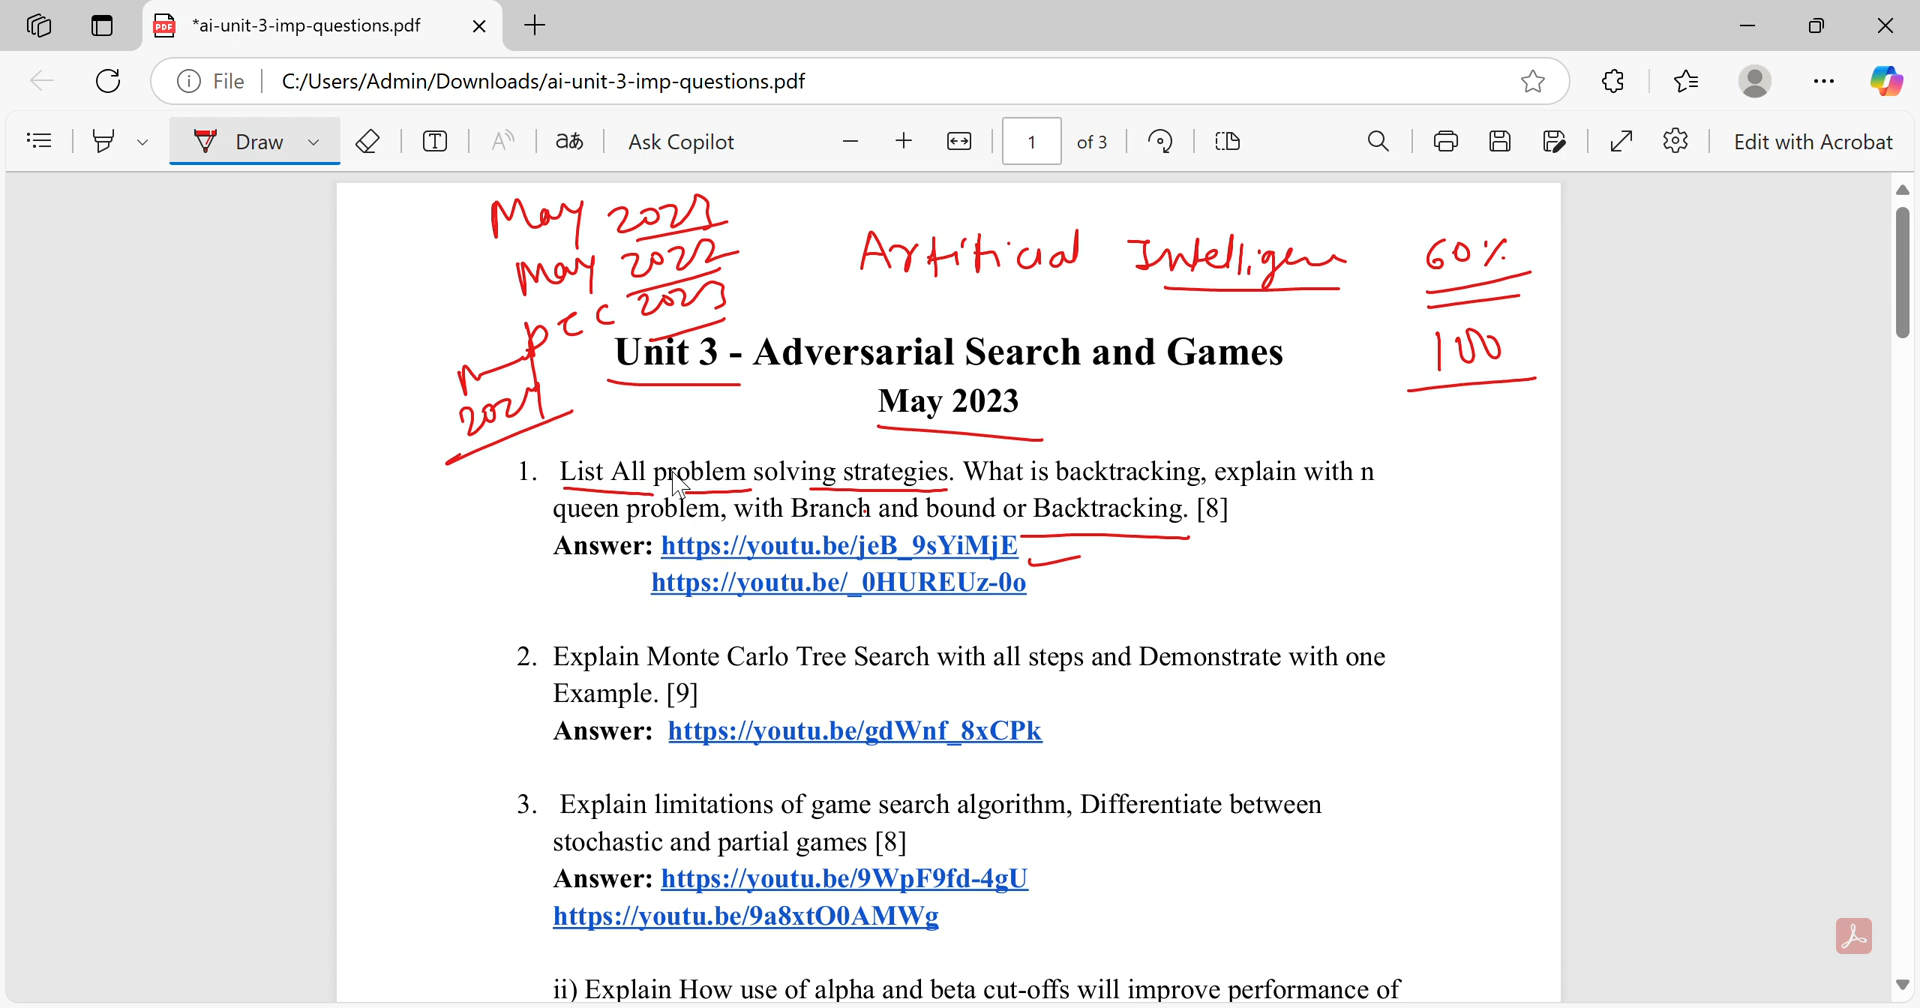 *ai-unit-3-imp-questions.pdf
File C:/Users/Admin/Downloads/ai-unit-3-imp-questions.pdf
Draw T aあ Ask Copilot 1 of 3 Edit with Acrobat
May 2023
May 2022
Dec 2023
2024
Artificial Intelligen
60%
100
Unit 3 - Adversarial Search and Games
May 2023
1. List All problem solving strategies. What is backtracking, explain with n
queen problem, with Branch and bound or Backtracking. [8]
Answer: https://youtu.be/jeB_9sYiMjE
https://youtu.be/_0HUREUz-0o
2. Explain Monte Carlo Tree Search with all steps and Demonstrate with one
Example. [9]
Answer: https://youtu.be/gdWnf_8xCPk
3. Explain limitations of game search algorithm, Differentiate between
stochastic and partial games [8]
Answer: https://youtu.be/9WpF9fd-4gU
https://youtu.be/9a8xtO0AMWg
ii) Explain How use of alpha and beta cut-offs will improve performance of